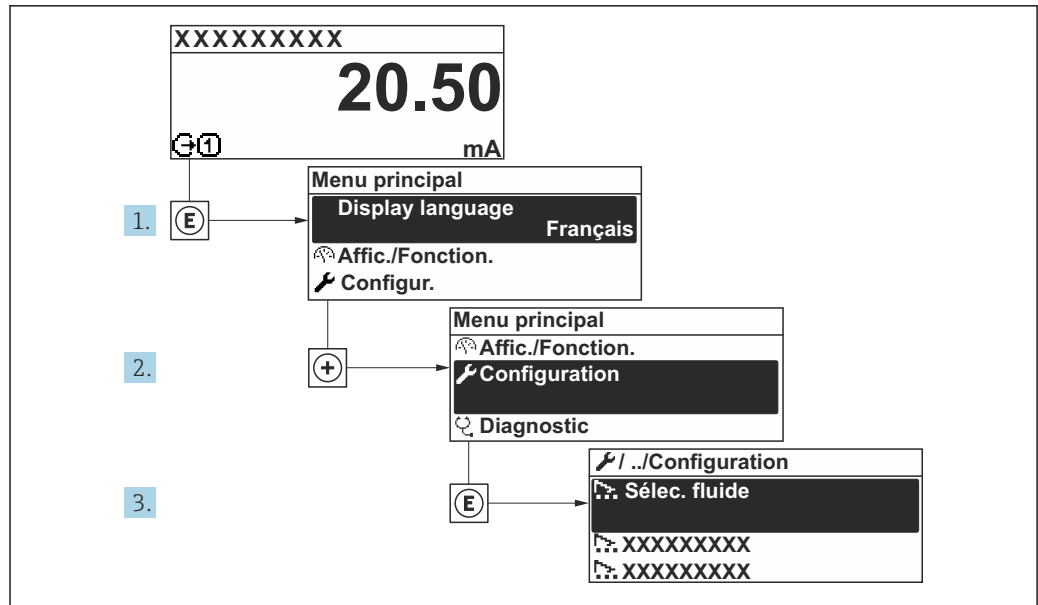 XXXXXXXXX
20.50
1 mA
Menu principal
Display language
Français
Affic./Fonction.
Configur.
1. E
Menu principal
Affic./Fonction.
Configuration
Diagnostic
2. +
/ ../Configuration
Sélec. fluide
XXXXXXXXX
XXXXXXXXX
3. E